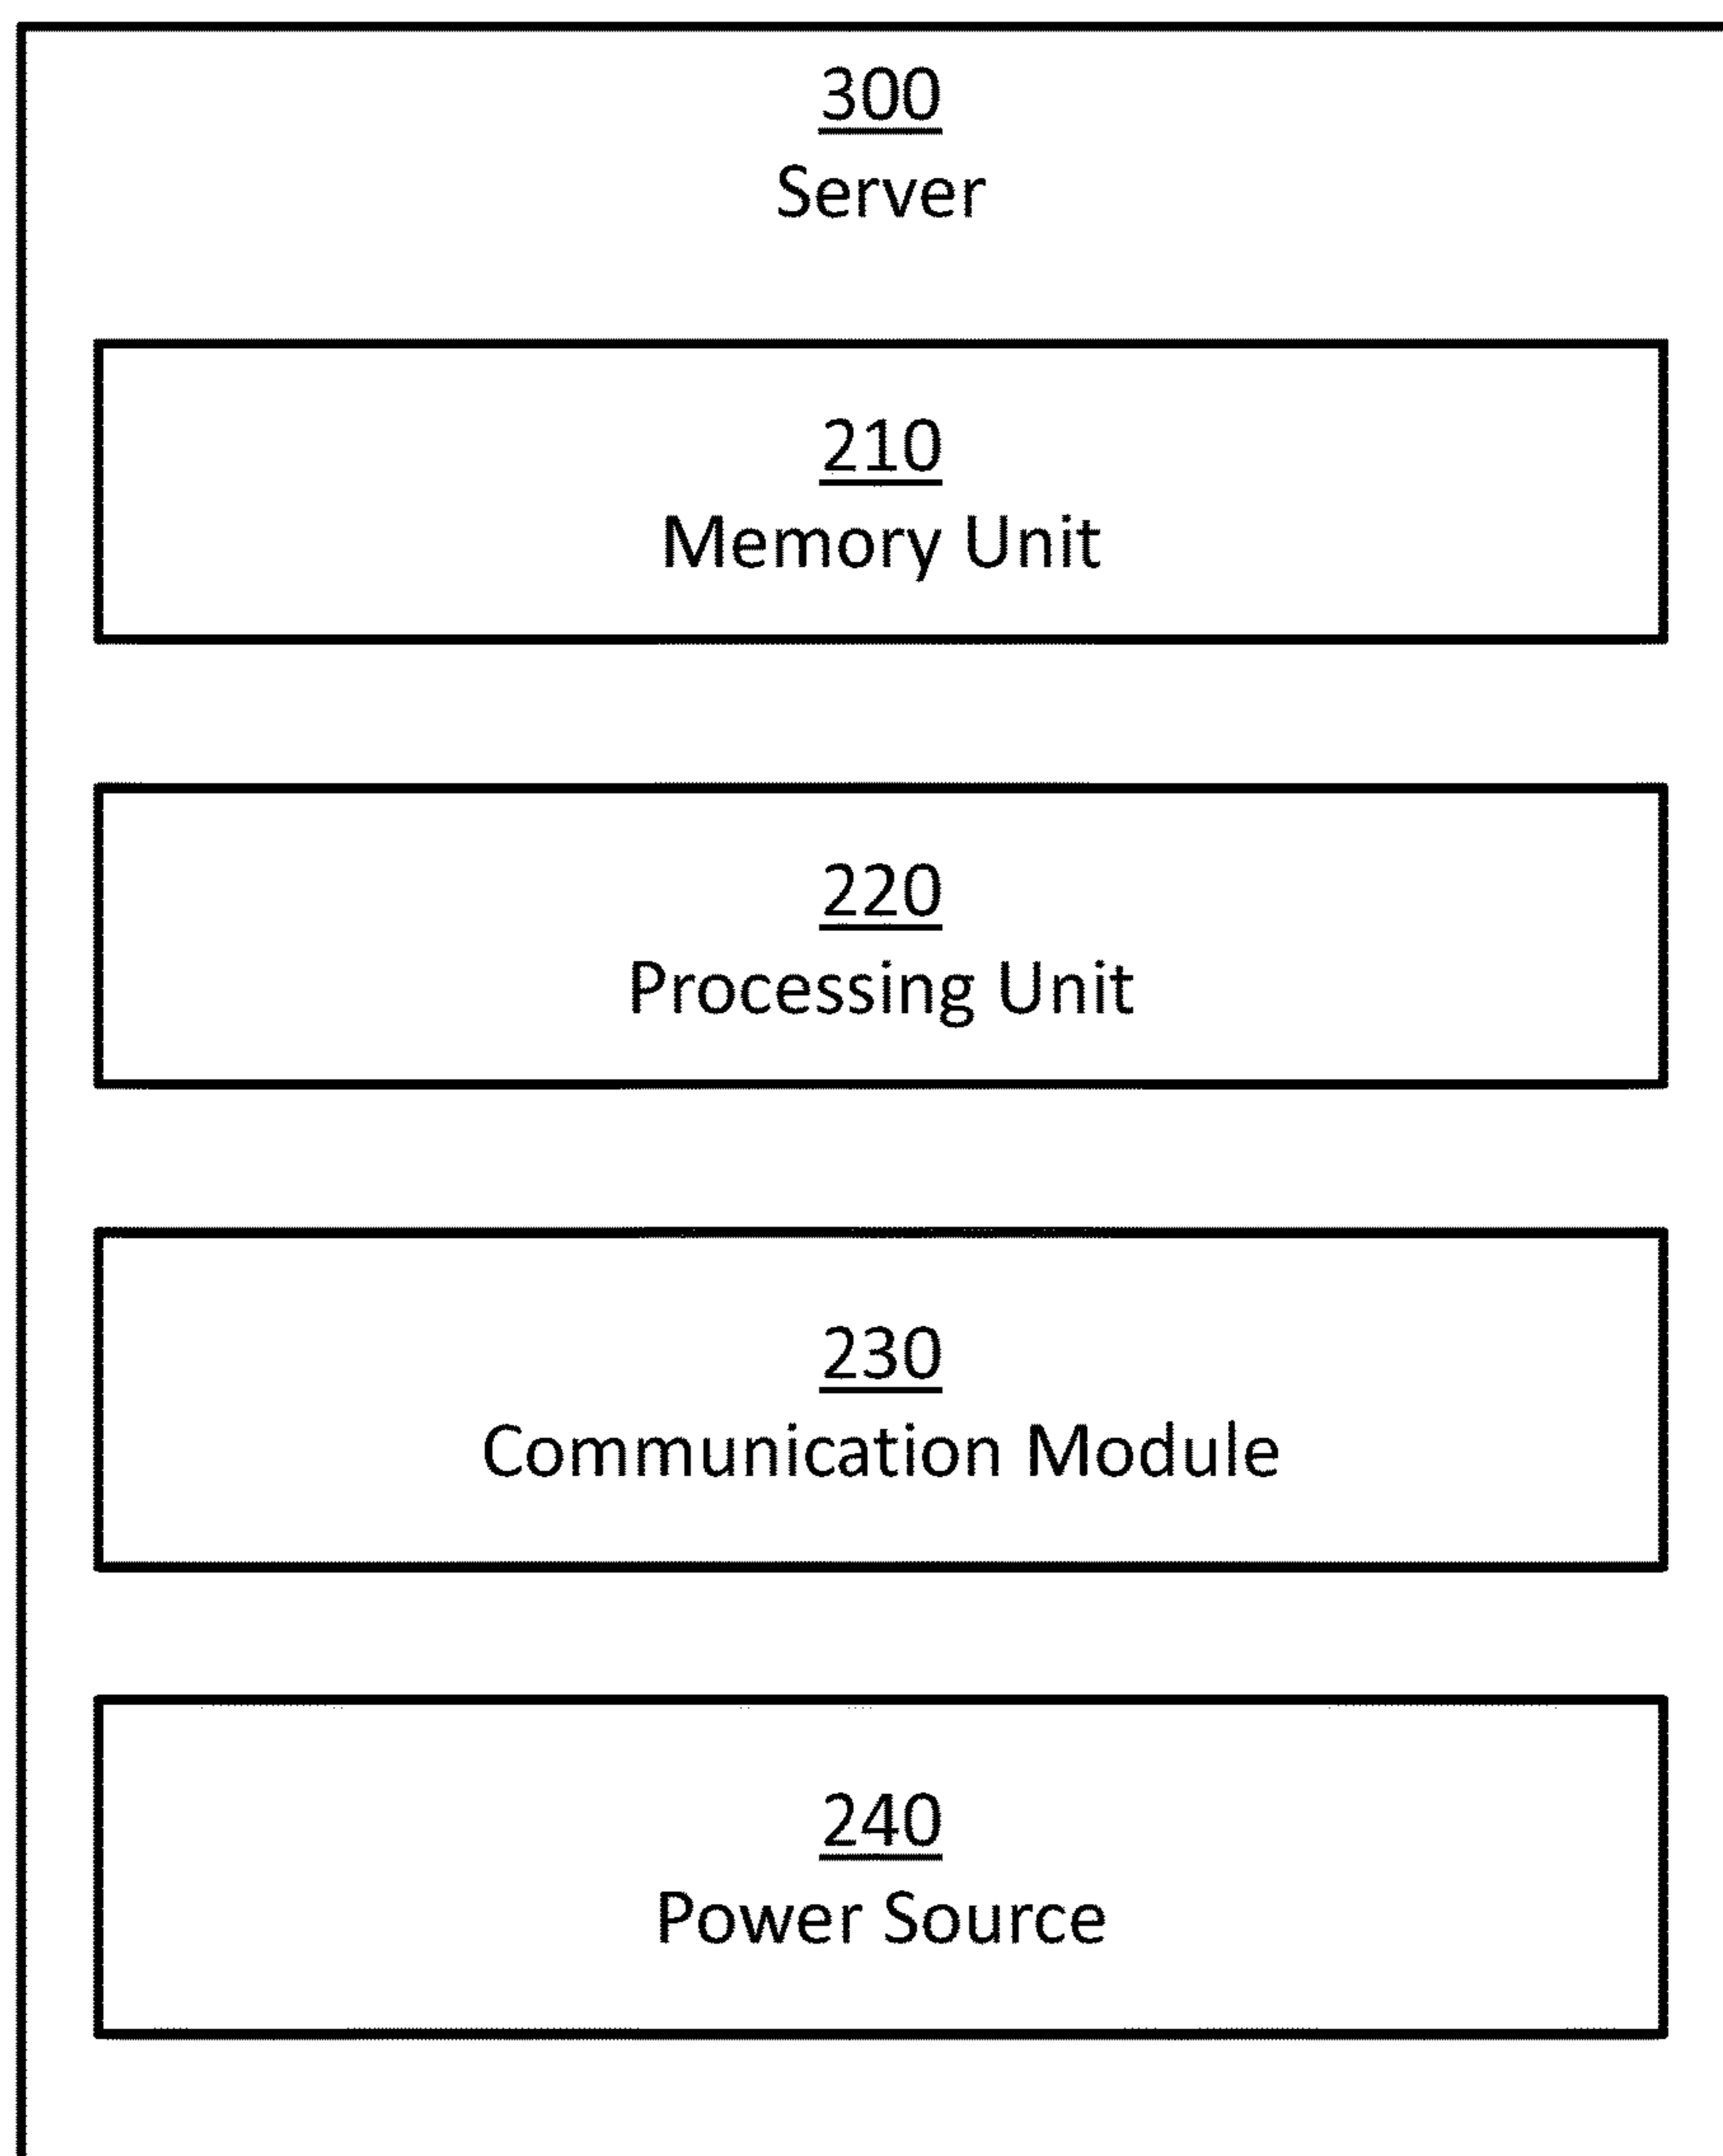 300
Server
210
Memory Unit
220
Processing Unit
230
Communication Module
240
Power Source